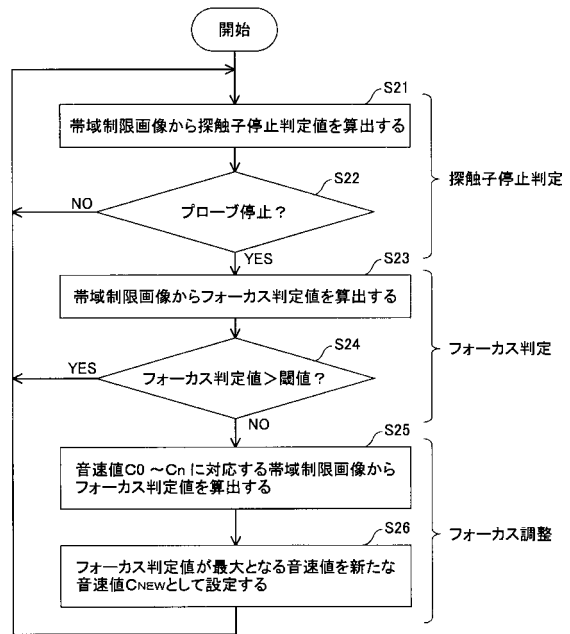 開始
S21
帯域制限画像から探触子停止判定値を算出する
S22
プローブ停止？
NO
YES
探触子停止判定
S23
帯域制限画像からフォーカス判定値を算出する
S24
フォーカス判定値＞閾値？
YES
NO
フォーカス判定
S25
音速値C0 ～Cn に対応する帯域制限画像から
フォーカス判定値を算出する
S26
フォーカス判定値が最大となる音速値を新たな
音速値CNEWとして設定する
フォーカス調整